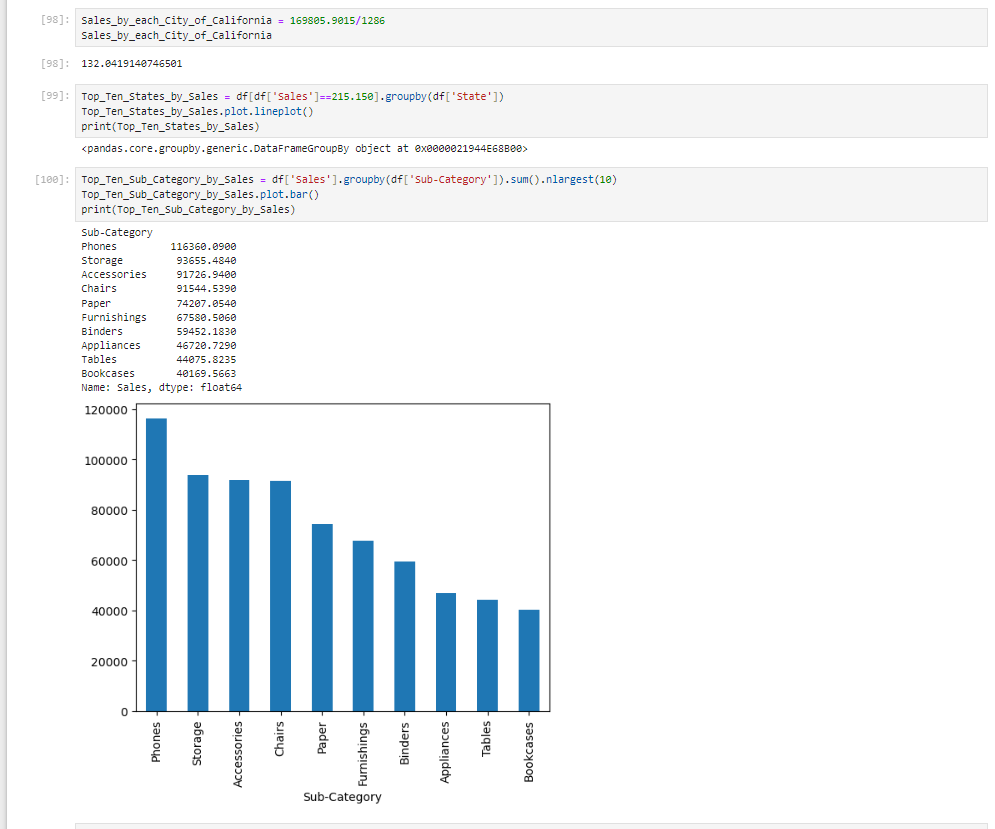 [98]: Sales_by_each_City_of_California = 169805.9015/1286
Sales_by_each_City_of_California
[98]: 132.0419140746501
[99]: Top_Ten_States_by_Sales = df[df['Sales']==215.150].groupby(df['State'])
Top_Ten_States_by_Sales.plot.lineplot()
print(Top_Ten_States_by_Sales)
<pandas.core.groupby.generic.DataFrameGroupBy object at 0x0000021944E68B00>
[100]: Top_Ten_Sub_Category_by_Sales = df['Sales'].groupby(df['Sub-Category']).sum().nlargest(10)
Top_Ten_Sub_Category_by_Sales.plot.bar()
print(Top_Ten_Sub_Category_by_Sales)
Sub-Category
Phones 116360.0900
Storage 93655.4840
Accessories 91726.9400
Chairs 91544.5390
Paper 74207.0540
Furnishings 67580.5060
Binders 59452.1830
Appliances 46720.7290
Tables 44075.8235
Bookcases 40169.5663
Name: Sales, dtype: float64
120000
100000
80000
60000
40000
20000
0
Phones
Storage
Accessories
Chairs
Paper
Furnishings
Binders
Appliances
Tables
Bookcases
Sub-Category